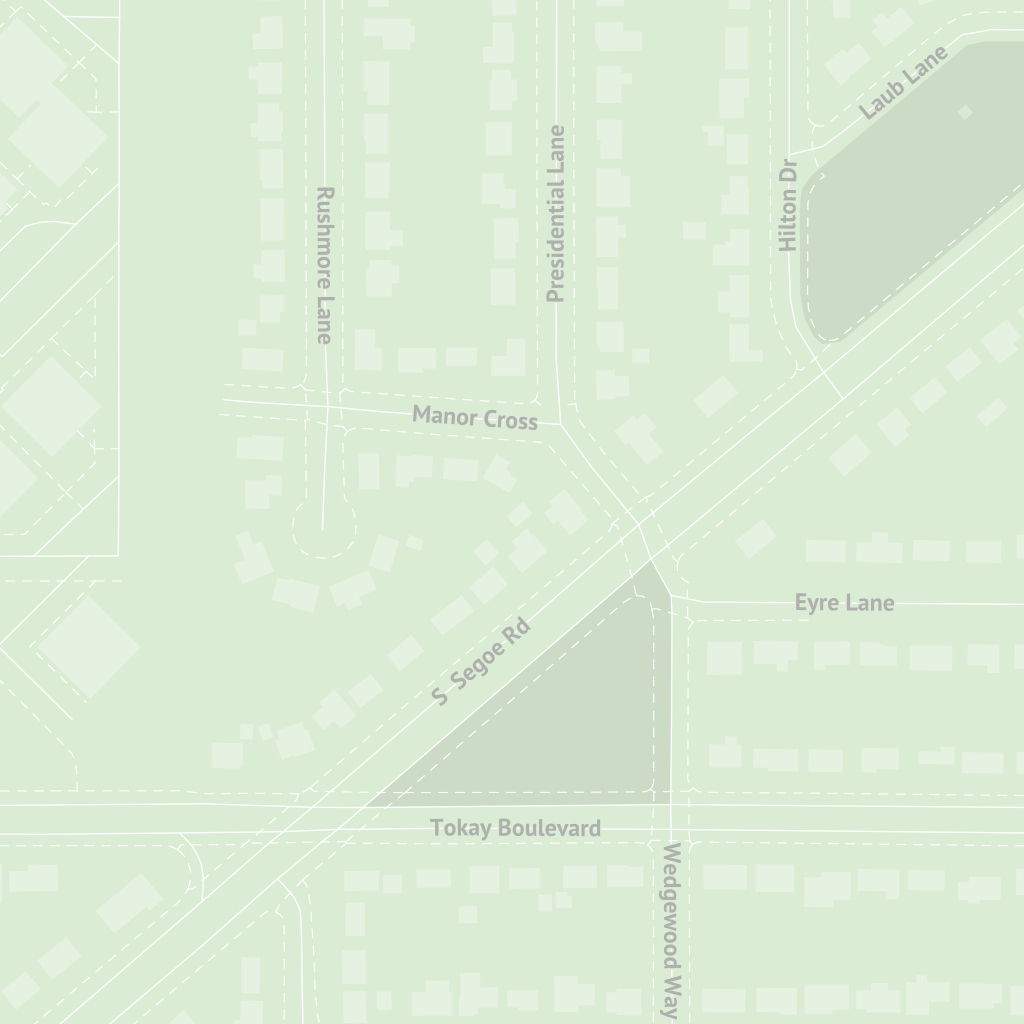 Laub Lane
Rushmore Lane
Presidential Lane
Hilton Dr
Manor Cross
Eyre Lane
S Segoe Rd
Tokay Boulevard
Wedgewood Way